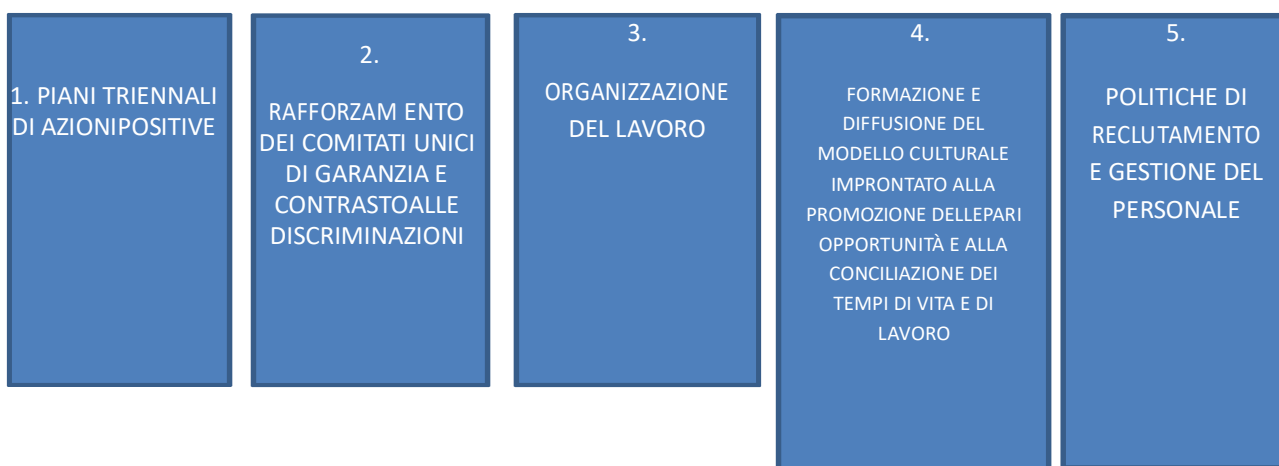 1. PIANI TRIENNALI
DI AZIONIPOSITIVE
2.
RAFFORZAM ENTO
DEI COMITATI UNICI
DI GARANZIA E
CONTRASTOALLE
DISCRIMINAZIONI
3.
ORGANIZZAZIONE
DEL LAVORO
4.
FORMAZIONE E
DIFFUSIONE DEL
MODELLO CULTURALE
IMPRONTATO ALLA
PROMOZIONE DELLEPARI
OPPORTUNITÀ E ALLA
CONCILIAZIONE DEI
TEMPI DI VITA E DI
LAVORO
5.
POLITICHE DI
RECLUTAMENTO
E GESTIONE DEL
PERSONALE